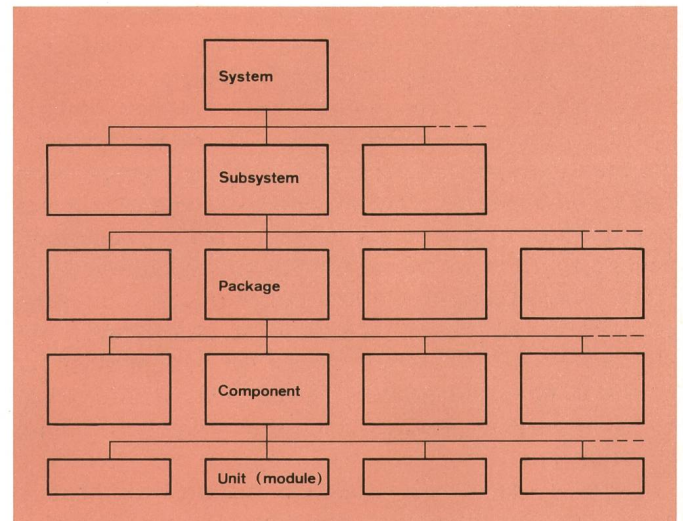 System
Subsystem
Package
Component
Unit (module)